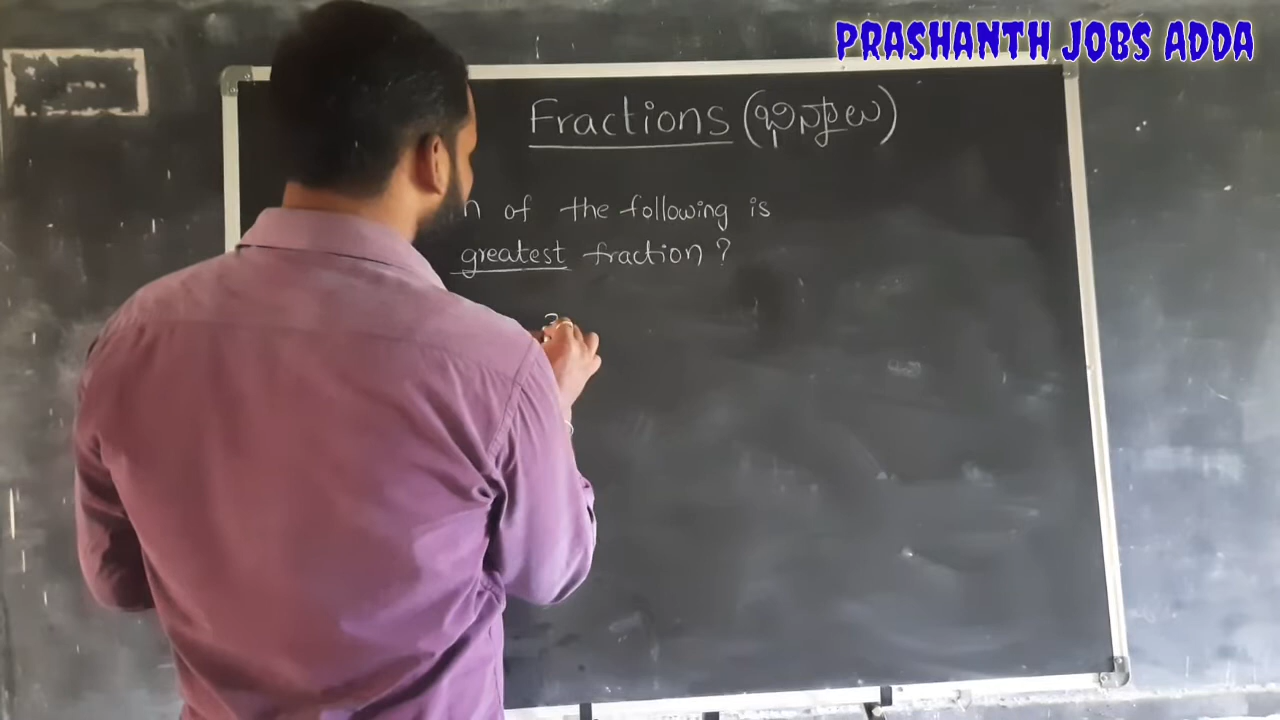 PRASHANTH JOBS ADDA
Fractions (భిన్నాలు)
of the following is
greatest fraction ?